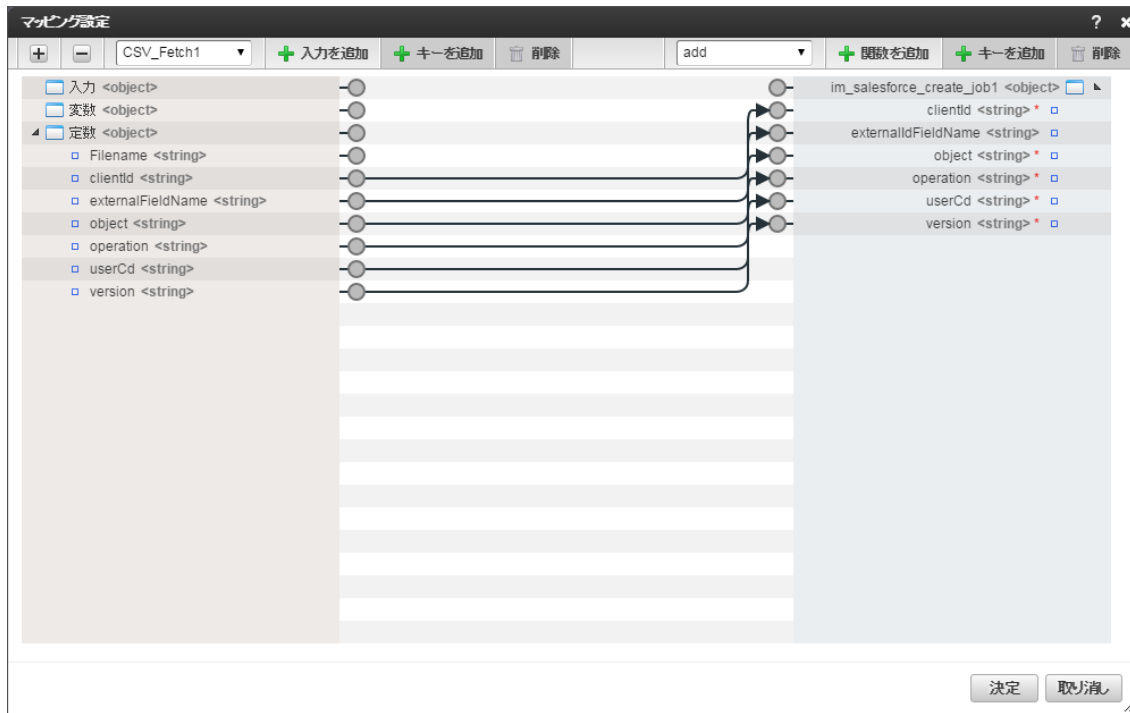 マッピング設定 ? ×
+ − CSV_Fetch1 ▼ 入力を追加 キーを追加 削除 add ▼ 関数を追加 キーを追加 削除
入力 <object>
変数 <object>
定数 <object>
Filename <string>
clientId <string>
externalFieldName <string>
object <string>
operation <string>
userCd <string>
version <string>
im_salesforce_create_job1 <object>
clientId <string> *
externalIdFieldName <string>
object <string> *
operation <string> *
userCd <string> *
version <string> *
決定 取り消し